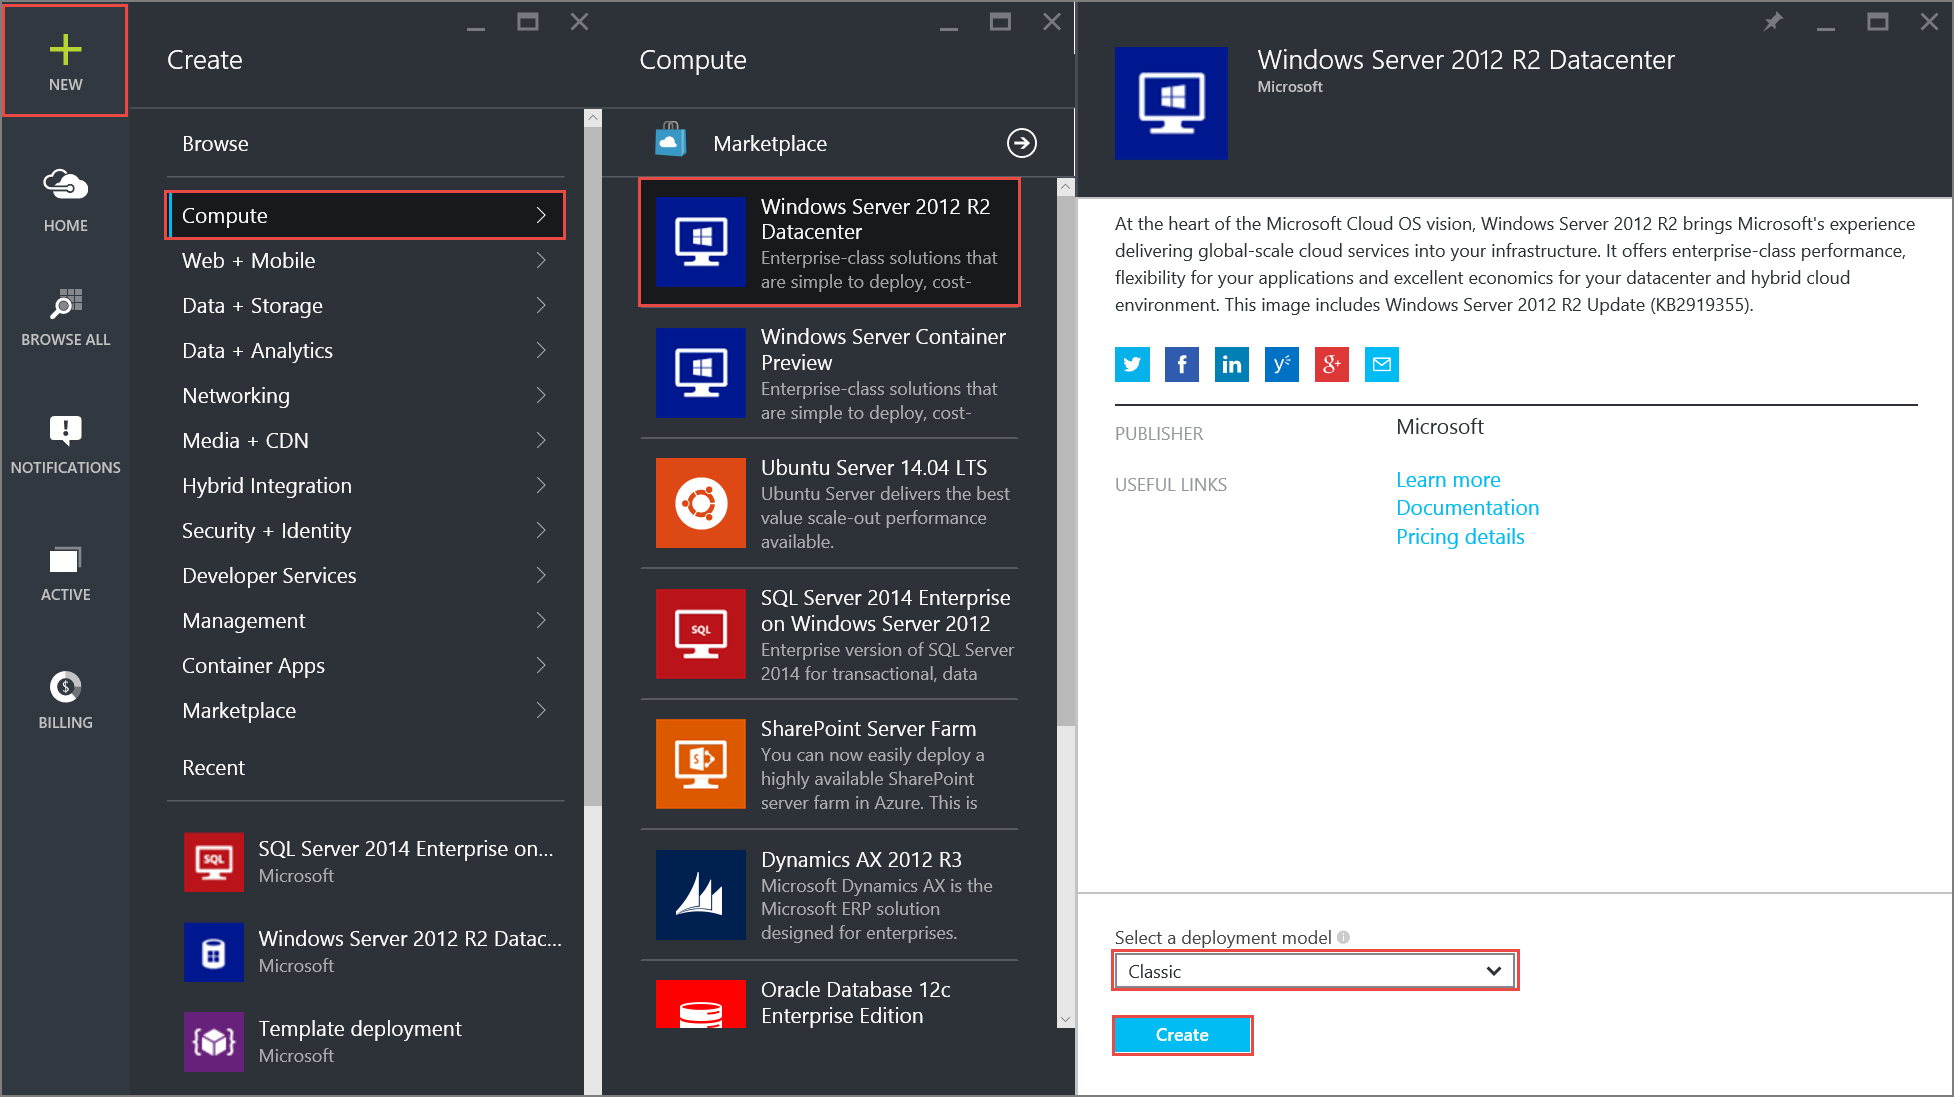 NEW
HOME
BROWSE ALL
NOTIFICATIONS
ACTIVE
BILLING
Create
Browse
Compute
Web + Mobile
Data + Storage
Data + Analytics
Networking
Media + CDN
Hybrid Integration
Security + Identity
Developer Services
Management
Container Apps
Marketplace
Recent
SQL
SQL Server 2014 Enterprise on...
Microsoft
Windows Server 2012 R2 Datac...
Microsoft
Template deployment
Microsoft
Compute
Marketplace
Windows Server 2012 R2
Datacenter
Enterprise-class solutions that
are simple to deploy, cost-
Windows Server Container
Preview
Enterprise-class solutions that
are simple to deploy, cost-
Ubuntu Server 14.04 LTS
Ubuntu Server delivers the best
value scale-out performance
available.
SQL
SQL Server 2014 Enterprise
on Windows Server 2012
Enterprise version of SQL Server
2014 for transactional, data
SharePoint Server Farm
You can now easily deploy a
highly available SharePoint
server farm in Azure. This is
Dynamics AX 2012 R3
Microsoft Dynamics AX is the
Microsoft ERP solution
designed for enterprises.
Oracle Database 12c
Enterprise Edition
Windows Server 2012 R2 Datacenter
Microsoft
At the heart of the Microsoft Cloud OS vision, Windows Server 2012 R2 brings Microsoft's experience
delivering global-scale cloud services into your infrastructure. It offers enterprise-class performance,
flexibility for your applications and excellent economics for your datacenter and hybrid cloud
environment. This image includes Windows Server 2012 R2 Update (KB2919355).
PUBLISHER
Microsoft
USEFUL LINKS
Learn more
Documentation
Pricing details
Select a deployment model
Classic
Create